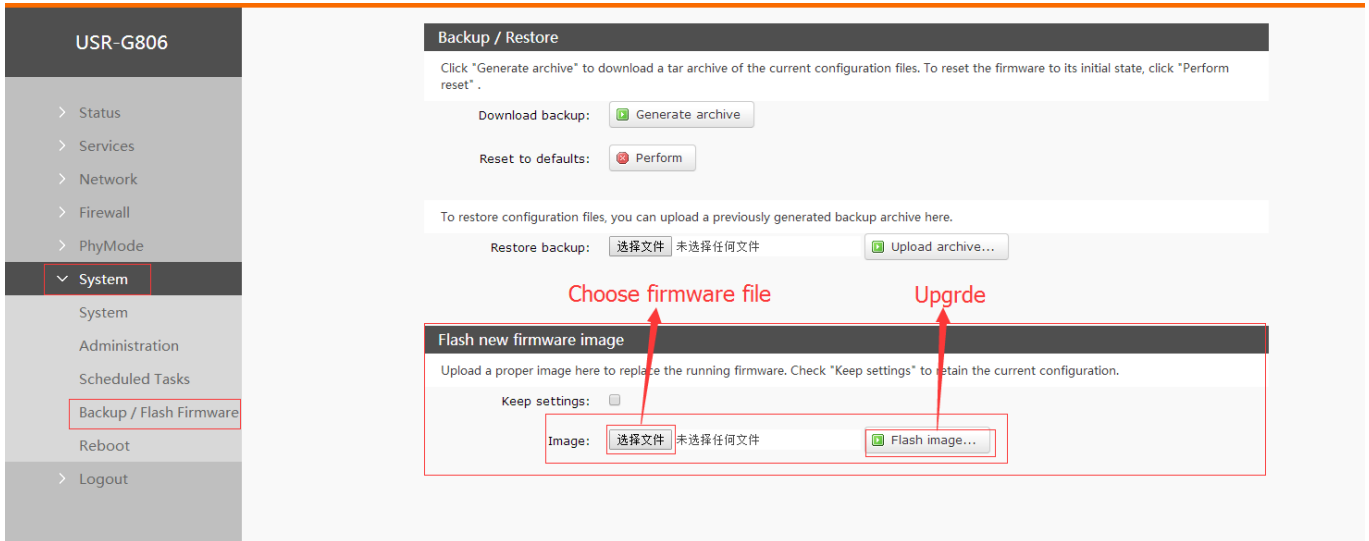 USR-G806
Status
Services
Network
Firewall
PhyMode
System
System
Administration
Scheduled Tasks
Backup / Flash Firmware
Reboot
Logout
Backup / Restore
Click "Generate archive" to download a tar archive of the current configuration files. To reset the firmware to its initial state, click "Perform
reset" .
Download backup: Generate archive
Reset to defaults: Perform
To restore configuration files, you can upload a previously generated backup archive here.
Restore backup: 选择文件 未选择任何文件 Upload archive...
Choose firmware file Upgrde
Flash new firmware image
Upload a proper image here to replace the running firmware. Check "Keep settings" to retain the current configuration.
Keep settings:
Image: 选择文件 未选择任何文件 Flash image...